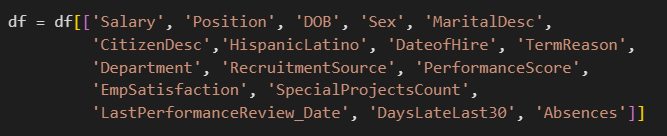 df = df[['Salary', 'Position', 'DOB', 'Sex', 'MaritalDesc',
'CitizenDesc','HispanicLatino', 'DateofHire', 'TermReason',
'Department', 'RecruitmentSource', 'PerformanceScore',
'EmpSatisfaction', 'SpecialProjectsCount',
'LastPerformanceReview_Date', 'DaysLateLast30', 'Absences']]